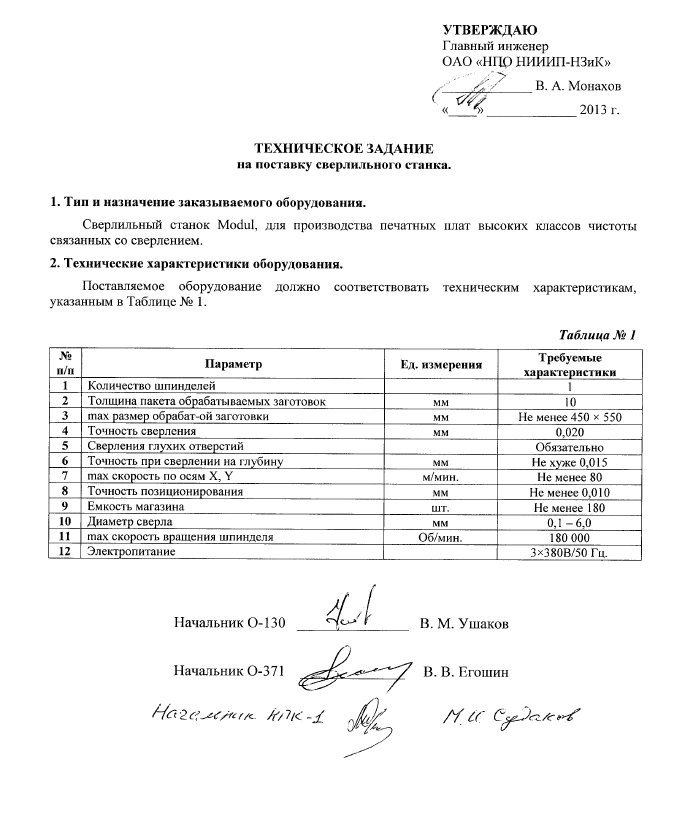 УТВЕРЖДАЮ
Главный инженер
ОАО «НПО НИИИП-НЗиК»
_____________ В. А. Монахов
«____» _____________ 2013 г.
ТЕХНИЧЕСКОЕ ЗАДАНИЕ
на поставку сверлильного станка.
1. Тип и назначение заказываемого оборудования.
Сверлильный станок Modul, для производства печатных плат высоких классов чистоты
связанных со сверлением.
2. Технические характеристики оборудования.
Поставляемое оборудование должно соответствовать техническим характеристикам,
указанным в Таблице № 1.
Таблица № 1
№ п/п Параметр Ед. измерения Требуемые характеристики
1 Количество шпинделей 1
2 Толщина пакета обрабатываемых заготовок мм 10
3 max размер обрабат-ой заготовки мм Не менее 450 × 550
4 Точность сверления мм 0,020
5 Сверления глухих отверстий Обязательно
6 Точность при сверлении на глубину мм Не хуже 0,015
7 max скорость по осям X, Y м/мин. Не менее 80
8 Точность позиционирования мм Не менее 0,010
9 Емкость магазина шт. Не менее 180
10 Диаметр сверла мм 0,1 – 6,0
11 max скорость вращения шпинделя Об/мин. 180 000
12 Электропитание 3×380В/50 Гц.
Начальник О-130 ________________ В. М. Ушаков
Начальник О-371 ________________ В. В. Егошин
Начальник КПК-1 М.И Судаков